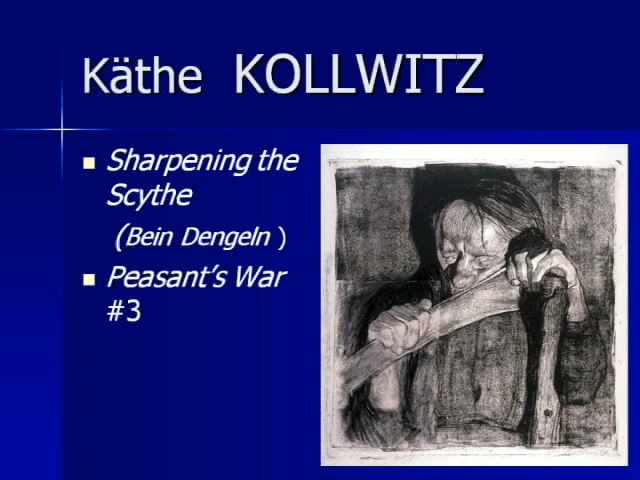 Käthe KOLLWITZ
Sharpening the
Scythe
(Bein Dengeln )
Peasant’s War
#3